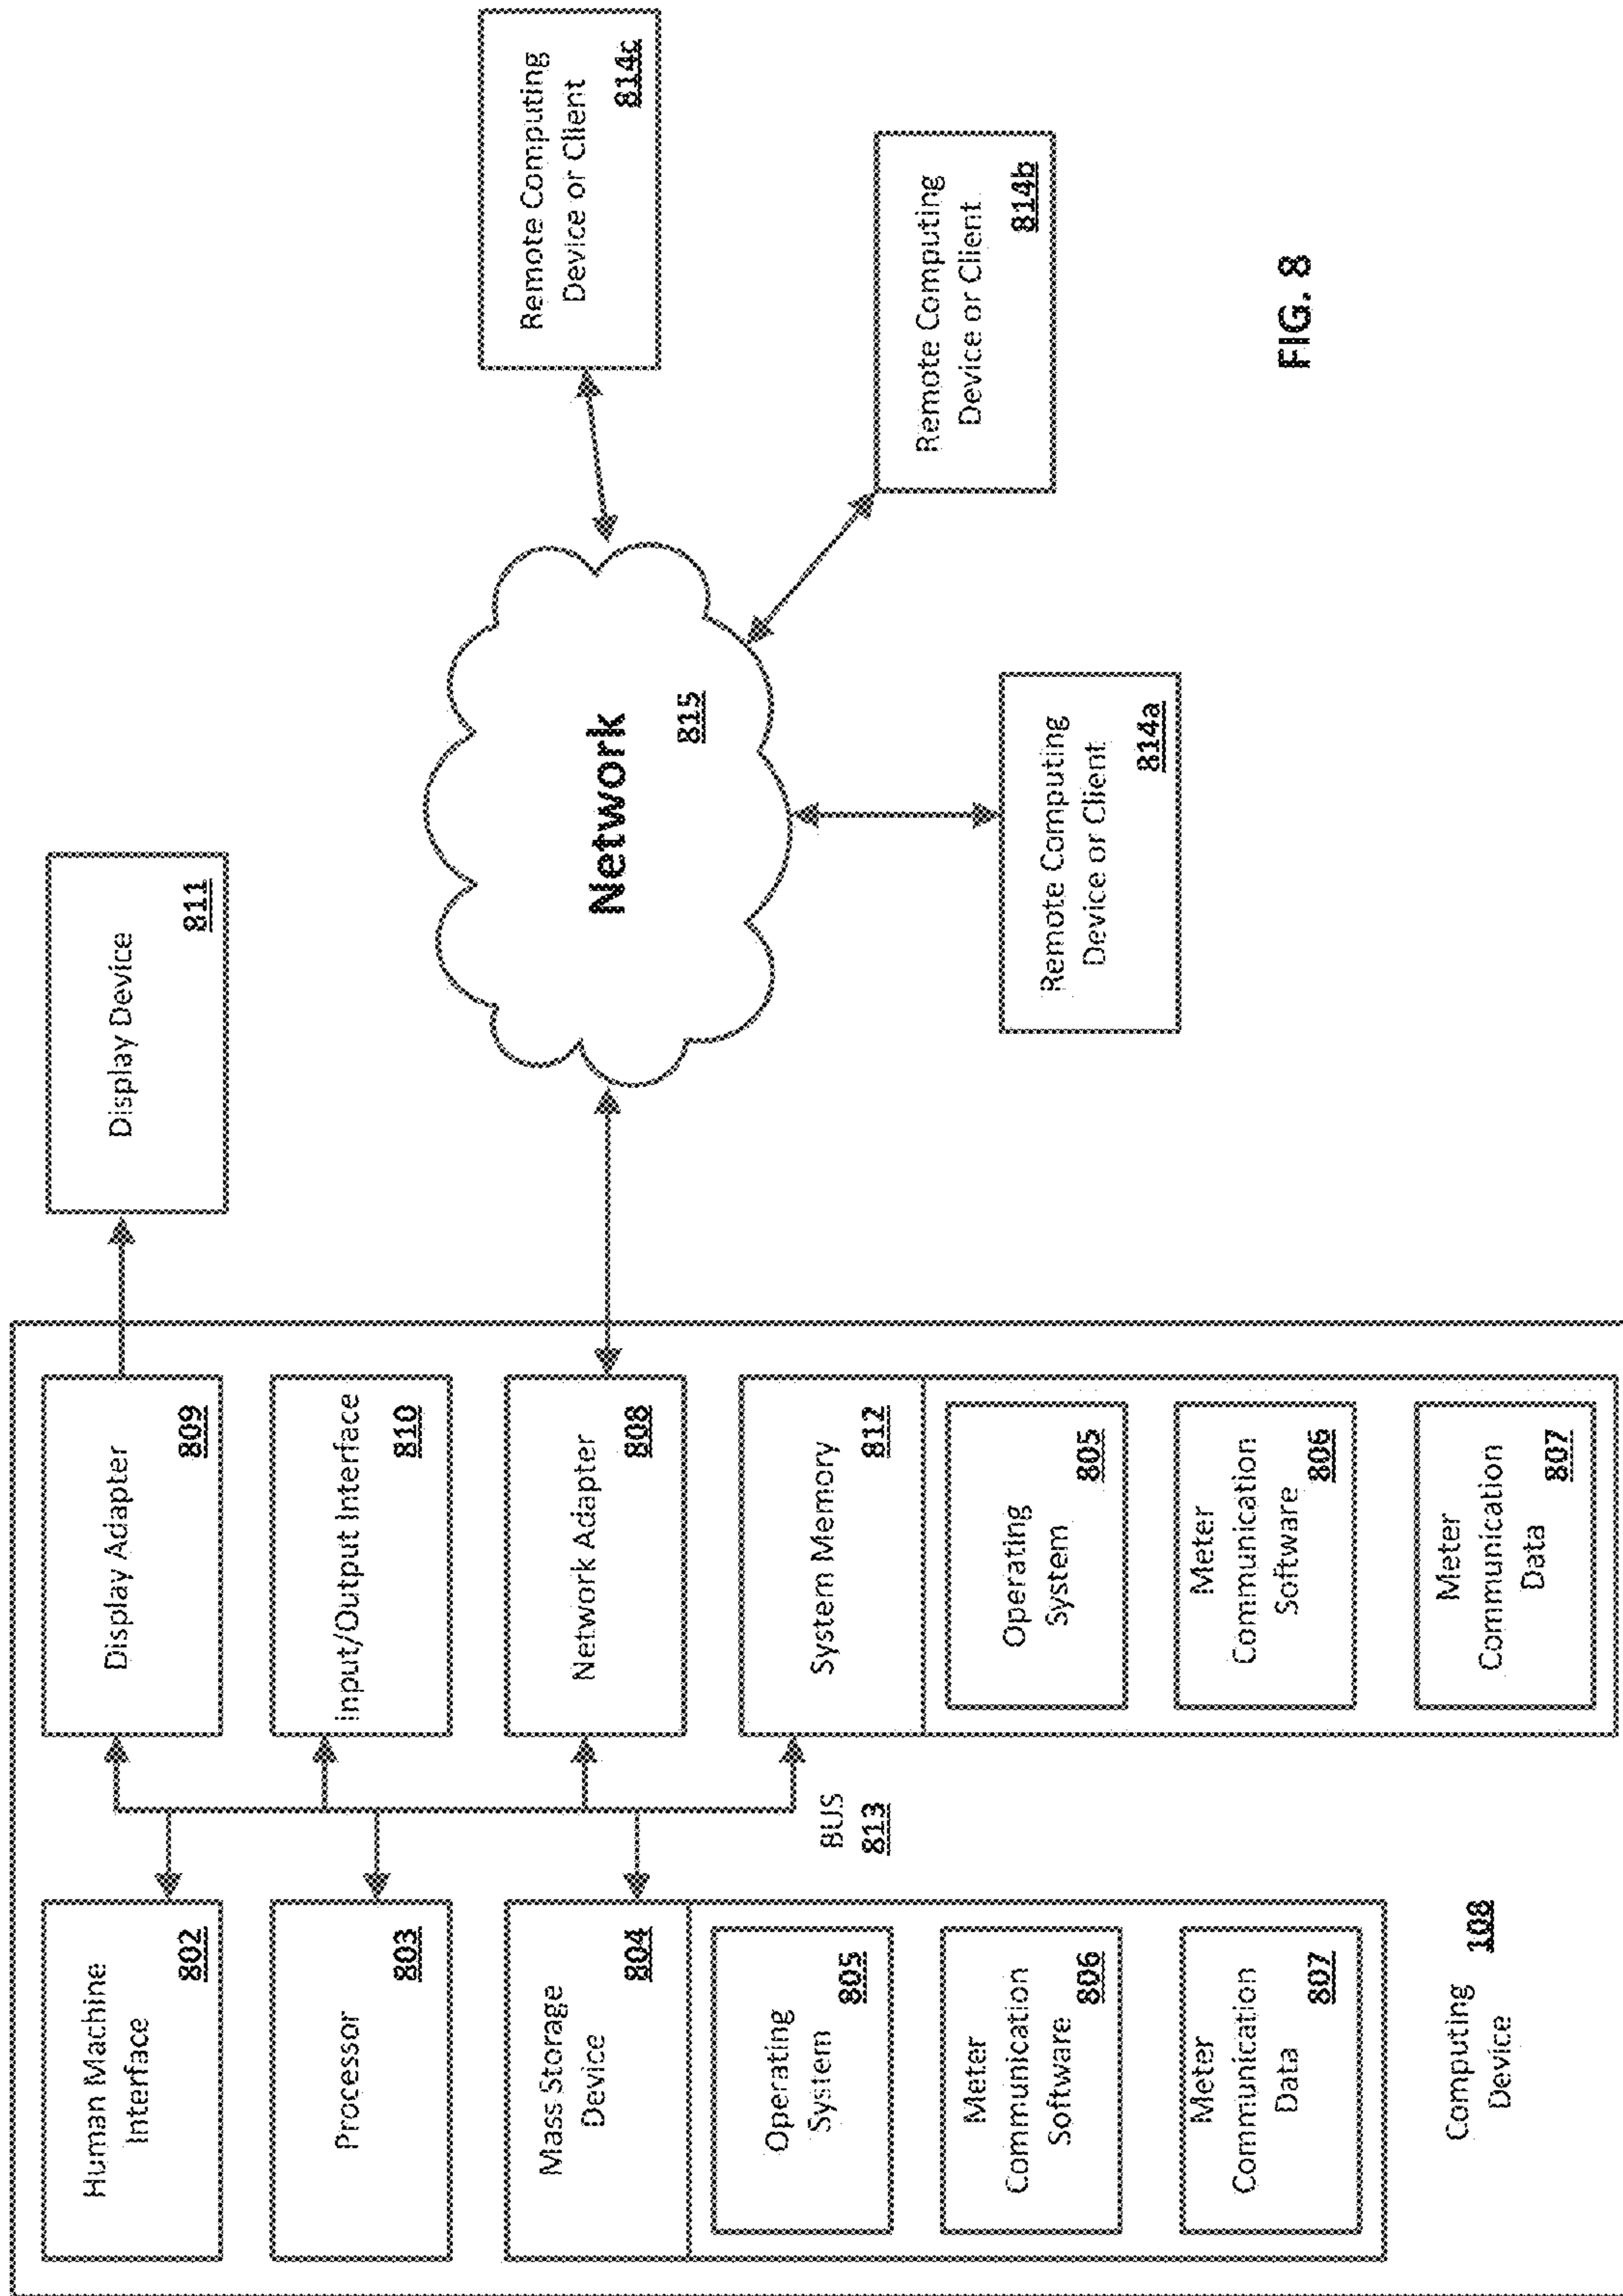 Human Machine
Interface
802
Processor
803
Mass Storage
Device
804
Operating
System
805
Meter
Communication
Software
806
Meter
Communication
Data
807
Computing
Device
108
BUS
813
Display Adapter
809
Input/Output Interface
810
Network Adapter
808
System Memory
812
Operating
System
805
Meter
Communication
Software
806
Meter
Communication
Data
807
Display Device
811
Network
815
Remote Computing
Device or Client
814a
Remote Computing
Device or Client
814b
Remote Computing
Device or Client
814c
FIG. 8